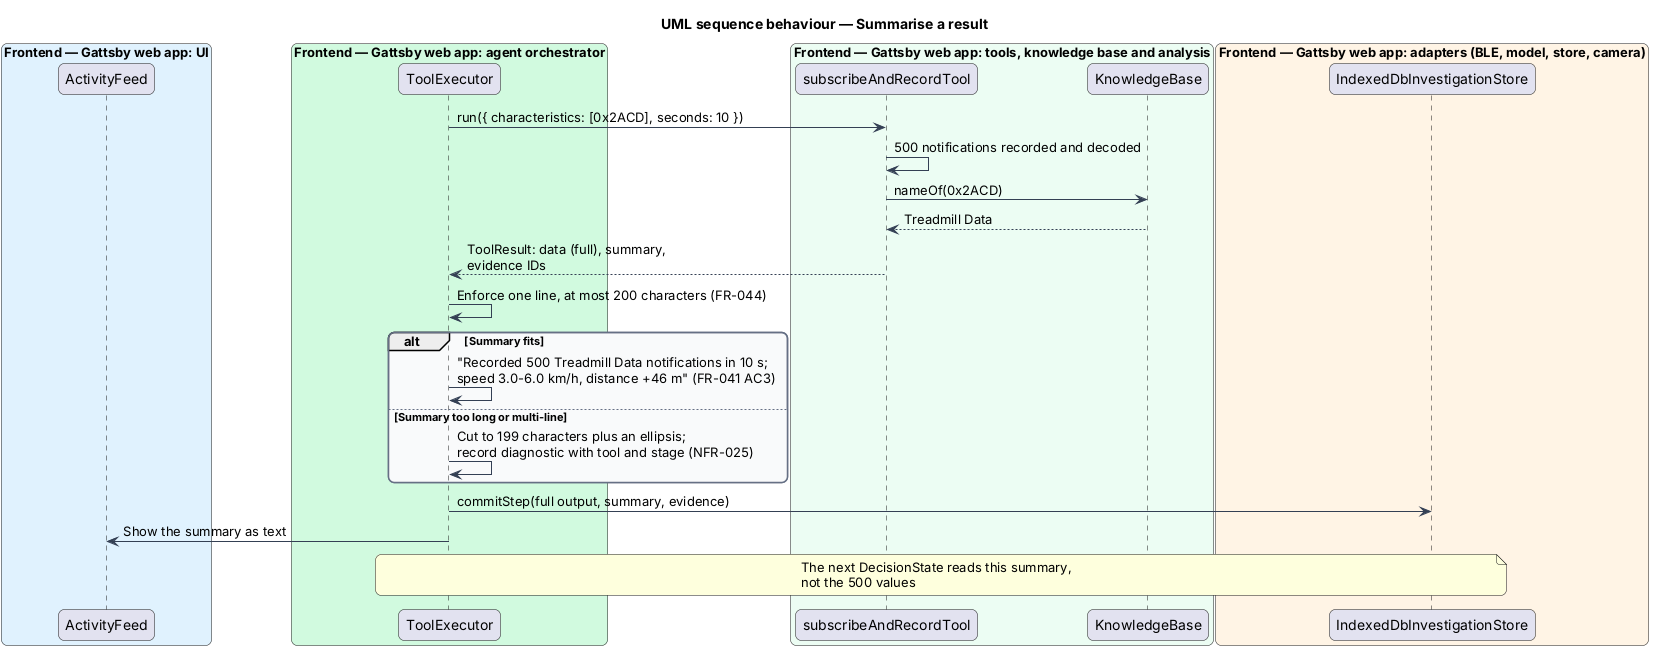 UML sequence behaviour — Summarise a result
Frontend — Gattsby web app: UI
Frontend — Gattsby web app: agent orchestrator
Frontend — Gattsby web app: tools, knowledge base and analysis
Frontend — Gattsby web app: adapters (BLE, model, store, camera)
ActivityFeed
ToolExecutor
subscribeAndRecordTool
KnowledgeBase
IndexedDbInvestigationStore
run({ characteristics: [0x2ACD], seconds: 10 })
500 notifications recorded and decoded
nameOf(0x2ACD)
Treadmill Data
ToolResult: data (full), summary,
evidence IDs
Enforce one line, at most 200 characters (FR-044)
alt
[Summary fits]
"Recorded 500 Treadmill Data notifications in 10 s;
speed 3.0-6.0 km/h, distance +46 m" (FR-041 AC3)
[Summary too long or multi-line]
Cut to 199 characters plus an ellipsis;
record diagnostic with tool and stage (NFR-025)
commitStep(full output, summary, evidence)
Show the summary as text
The next DecisionState reads this summary,
not the 500 values
ActivityFeed
ToolExecutor
subscribeAndRecordTool
KnowledgeBase
IndexedDbInvestigationStore